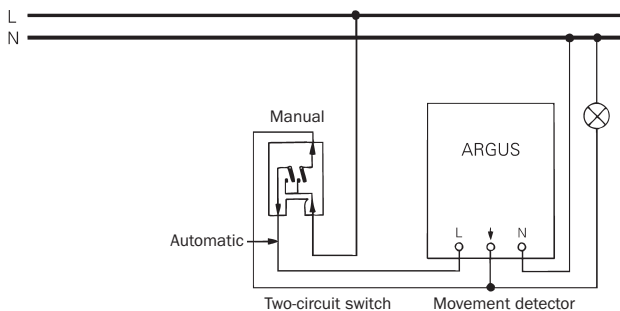 L
N
Manual
ARGUS
L
N
Automatic
Two-circuit switch
Movement detector